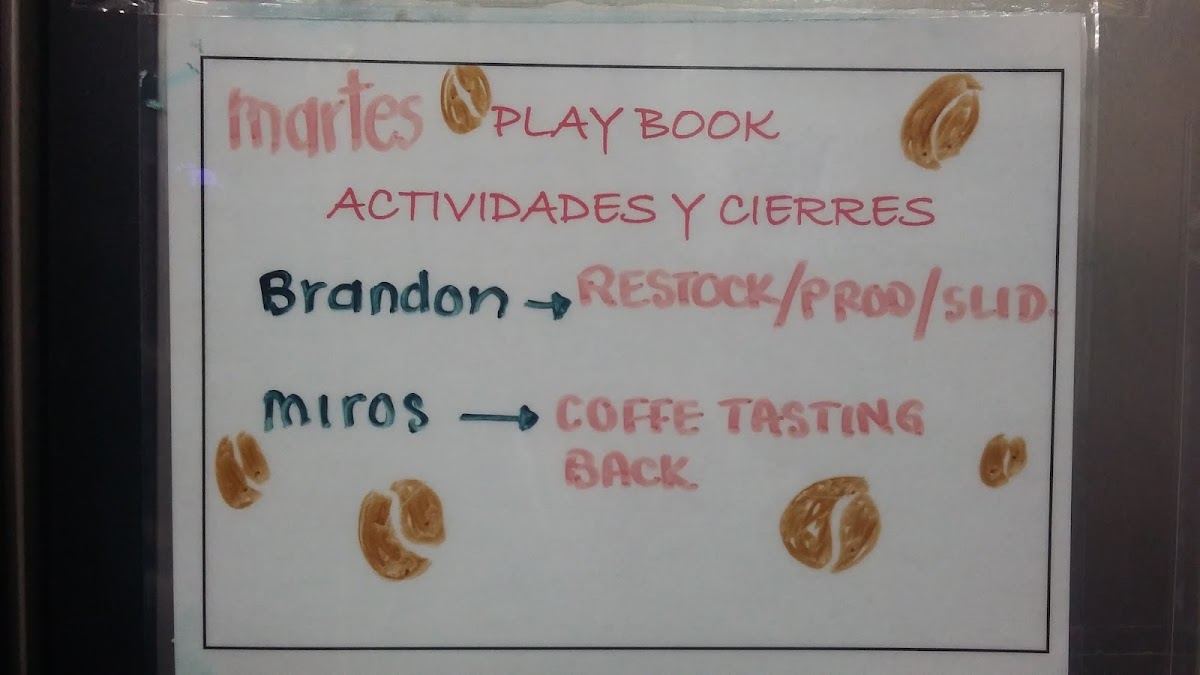 martes PLAY BOOK
ACTIVIDADES Y CIERRES
Brandon → RESTOCK/PROD/SLID.
miros → COFFE TASTING
BACK